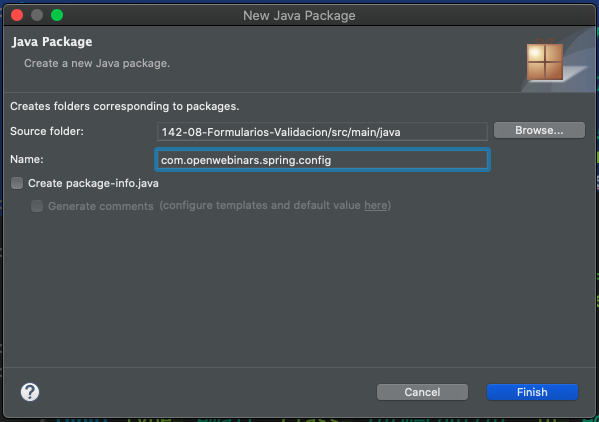 New Java Package
Java Package
Create a new Java package.
Creates folders corresponding to packages.
Source folder: 142-08-Formularios-Validacion/src/main/java Browse...
Name: com.openwebinars.spring.config
Create package-info.java
Generate comments (configure templates and default value here)
? Cancel Finish